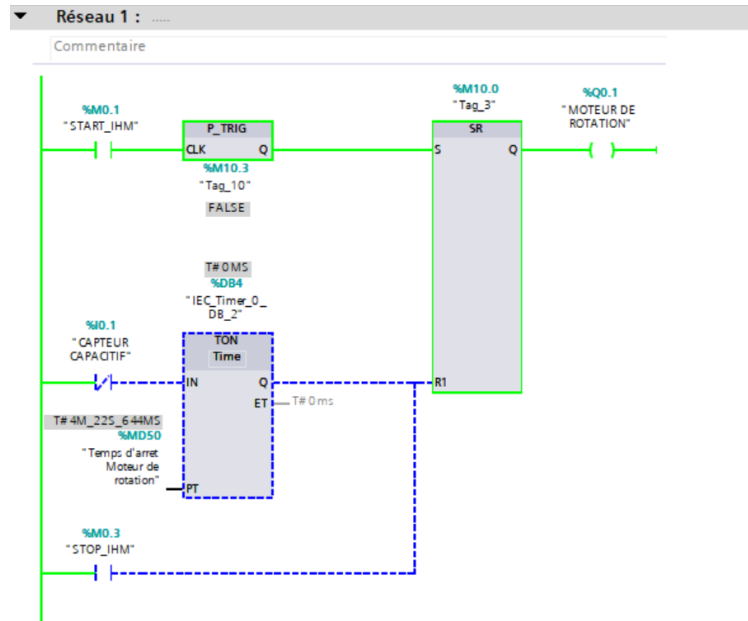 Réseau 1 : .....
Commentaire
%M0.1
"START_IHM"
P_TRIG
CLK Q
%M10.3
"Tag_10"
FALSE
%M10.0
"Tag_3"
SR
S Q
R1
%Q0.1
"MOTEUR DE
ROTATION"
T#0MS
%DB4
"IEC_Timer_0_
DB_2"
TON
Time
IN Q
ET T#0ms
PT
%I0.1
"CAPTEUR
CAPACITIF"
T#4M_22S_644MS
%MD50
"Temps d'arret
Moteur de
rotation"
%M0.3
"STOP_IHM"